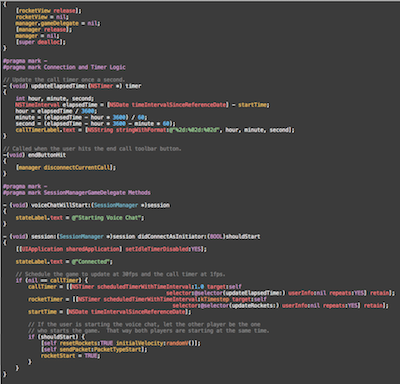 {
[rocketView release];
rocketView = nil;
manager.gameDelegate = nil;
[manager release];
manager = nil;
[super dealloc];
}
#pragma mark -
#pragma mark Connection and Timer Logic
// Update the call timer once a second.
- (void) updateElapsedTime:(NSTimer *) timer
{
int hour, minute, second;
NSTimeInterval elapsedTime = [NSDate timeIntervalSinceReferenceDate] - startTime;
hour = elapsedTime / 3600;
minute = (elapsedTime - hour * 3600) / 60;
second = (elapsedTime - hour * 3600 - minute * 60);
callTimerLabel.text = [NSString stringWithFormat:@"%2d:%02d:%02d", hour, minute, second];
}
// Called when the user hits the end call toolbar button.
-(void) endButtonHit
{
[manager disconnectCurrentCall];
}
#pragma mark -
#pragma mark SessionManagerGameDelegate Methods
- (void) voiceChatWillStart:(SessionManager *)session
{
stateLabel.text = @"Starting Voice Chat";
}
- (void) session:(SessionManager *)session didConnectAsInitiator:(BOOL)shouldStart
{
[[UIApplication sharedApplication] setIdleTimerDisabled:YES];
stateLabel.text = @"Connected";
// Schedule the game to update at 30fps and the call timer at 1fps.
if (nil == callTimer) {
callTimer = [[NSTimer scheduledTimerWithTimeInterval:1.0 target:self
selector:@selector(updateElapsedTime:) userInfo:nil repeats:YES] retain];
rocketTimer = [[NSTimer scheduledTimerWithTimeInterval:kTimestep target:self
selector:@selector(updateRockets:) userInfo:nil repeats:YES] retain];
startTime = [NSDate timeIntervalSinceReferenceDate];
// If the user is starting the voice chat, let the other player be the one
// who starts the game. That way both players are starting at the same time.
if (shouldStart) {
[self resetRockets:TRUE initialVelocity:randomV()];
[self sendPacket:PacketTypeStart];
rocketStart = TRUE;
}
}
}